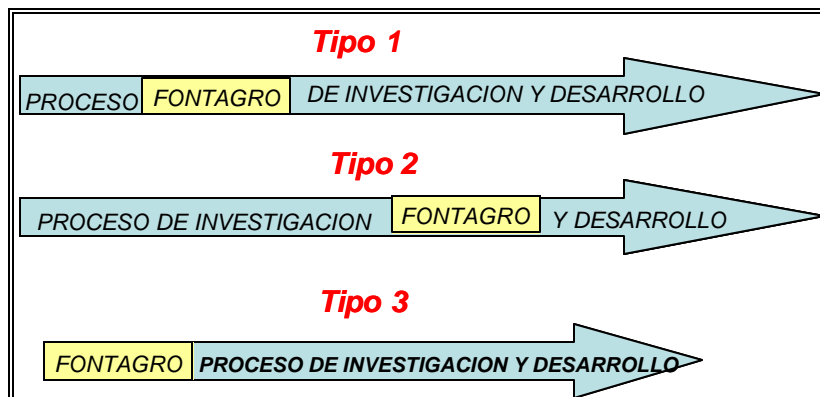 Tipo 1
PROCESO FONTAGRO DE INVESTIGACION Y DESARROLLO
Tipo 2
PROCESO DE INVESTIGACION FONTAGRO Y DESARROLLO
Tipo 3
FONTAGRO PROCESO DE INVESTIGACION Y DESARROLLO